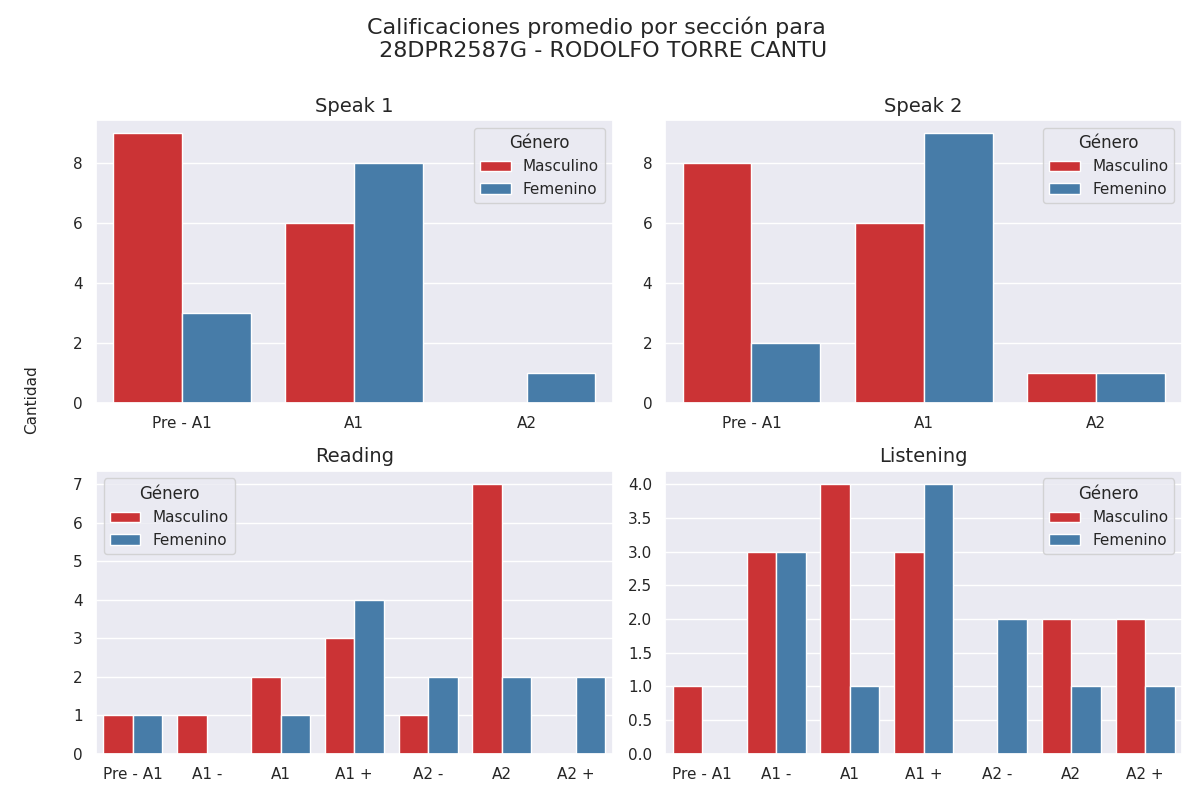 Calificaciones promedio por sección para
28DPR2587G - RODOLFO TORRE CANTU
Cantidad
Speak 1
Género
Masculino
Femenino
8
6
4
2
0
Pre - A1
A1
A2
Speak 2
Género
Masculino
Femenino
8
6
4
2
0
Pre - A1
A1
A2
Reading
Género
Masculino
Femenino
7
6
5
4
3
2
1
0
Pre - A1
A1 -
A1
A1 +
A2 -
A2
A2 +
Listening
Género
Masculino
Femenino
4.0
3.5
3.0
2.5
2.0
1.5
1.0
0.5
0.0
Pre - A1
A1 -
A1
A1 +
A2 -
A2
A2 +